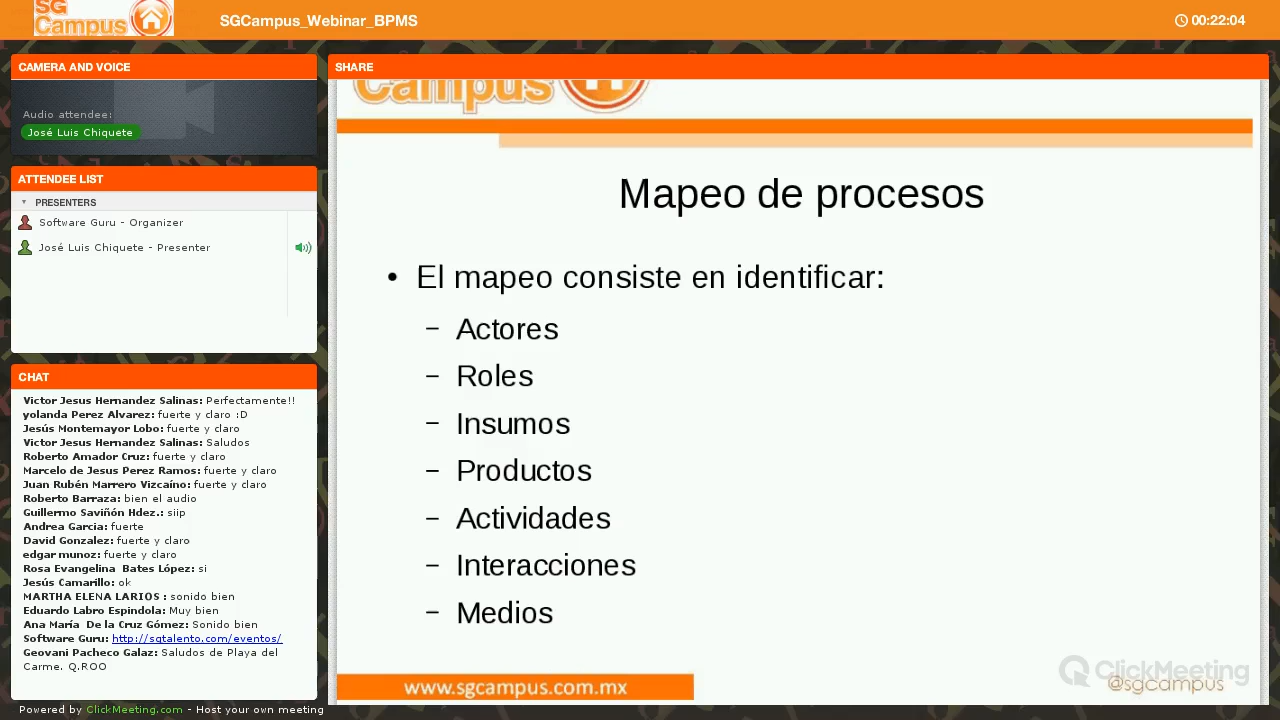 SG
Campus
SGCampus_Webinar_BPMS
00:22:04
CAMERA AND VOICE
Audio attendee:
José Luis Chiquete
ATTENDEE LIST
PRESENTERS
Software Guru - Organizer
José Luis Chiquete - Presenter
CHAT
Victor Jesus Hernandez Salinas: Perfectamente!!
yolanda Perez Alvarez: fuerte y claro :D
Jesús Montemayor Lobo: fuerte y claro
Victor Jesus Hernandez Salinas: Saludos
Roberto Amador Cruz: fuerte y claro
Marcelo de Jesus Perez Ramos: fuerte y claro
Juan Rubén Marrero Vizcaíno: fuerte y claro
Roberto Barraza: bien el audio
Guillermo Saviñón Hdez.: siip
Andrea Garcia: fuerte
David Gonzalez: fuerte y claro
edgar munoz: fuerte y claro
Rosa Evangelina Bates López: si
Jesús Camarillo: ok
MARTHA ELENA LARIOS : sonido bien
Eduardo Labro Espindola: Muy bien
Ana María De la Cruz Gómez: Sonido bien
Software Guru: http://sgtalento.com/eventos/
Geovani Pacheco Galaz: Saludos de Playa del
Carme. Q.ROO
Powered by ClickMeeting.com - Host your own meeting
SHARE
Campus
Mapeo de procesos
• El mapeo consiste en identificar:
– Actores
– Roles
– Insumos
– Productos
– Actividades
– Interacciones
– Medios
www.sgcampus.com.mx
ClickMeeting
@sgcampus